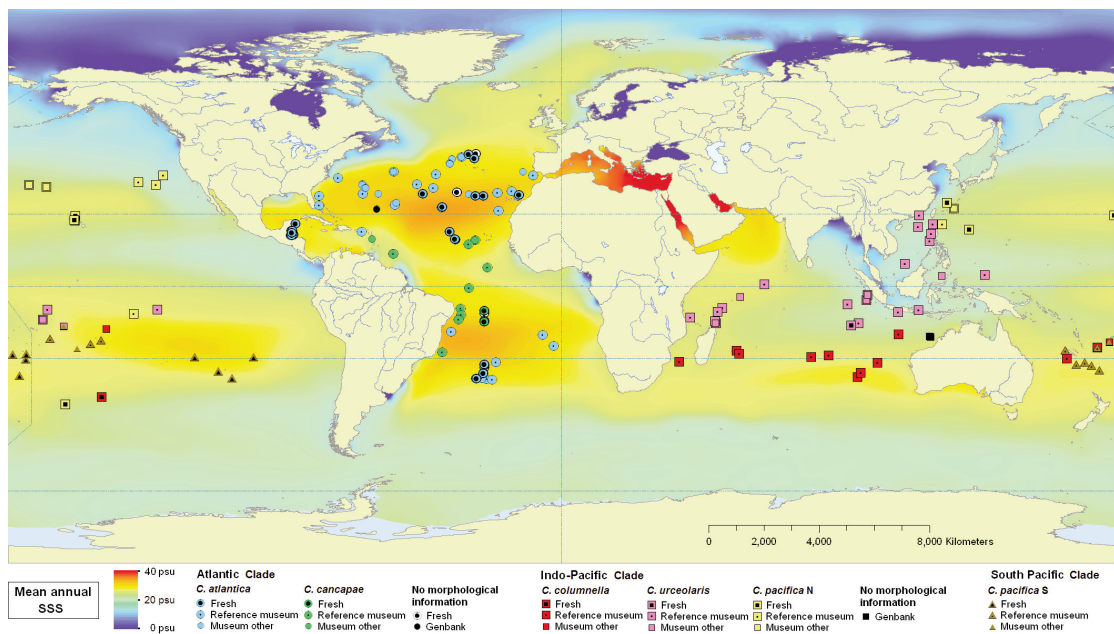 0 2,000 4,000 6,000 8,000 Kilometers
Mean annual
SSS
40 psu
20 psu
0 psu
Atlantic Clade
C. atlantica
Fresh
Reference museum
Museum other
C. cancapae
Fresh
Reference museum
Museum other
No morphological
information
Fresh
Genbank
Indo-Pacific Clade
C. columnella
Fresh
Reference museum
Museum other
C. urceolaris
Fresh
Reference museum
Museum other
C. pacifica N
Fresh
Reference museum
Museum other
No morphological
information
Genbank
South Pacific Clade
C. pacifica S
Fresh
Reference museum
Museum other